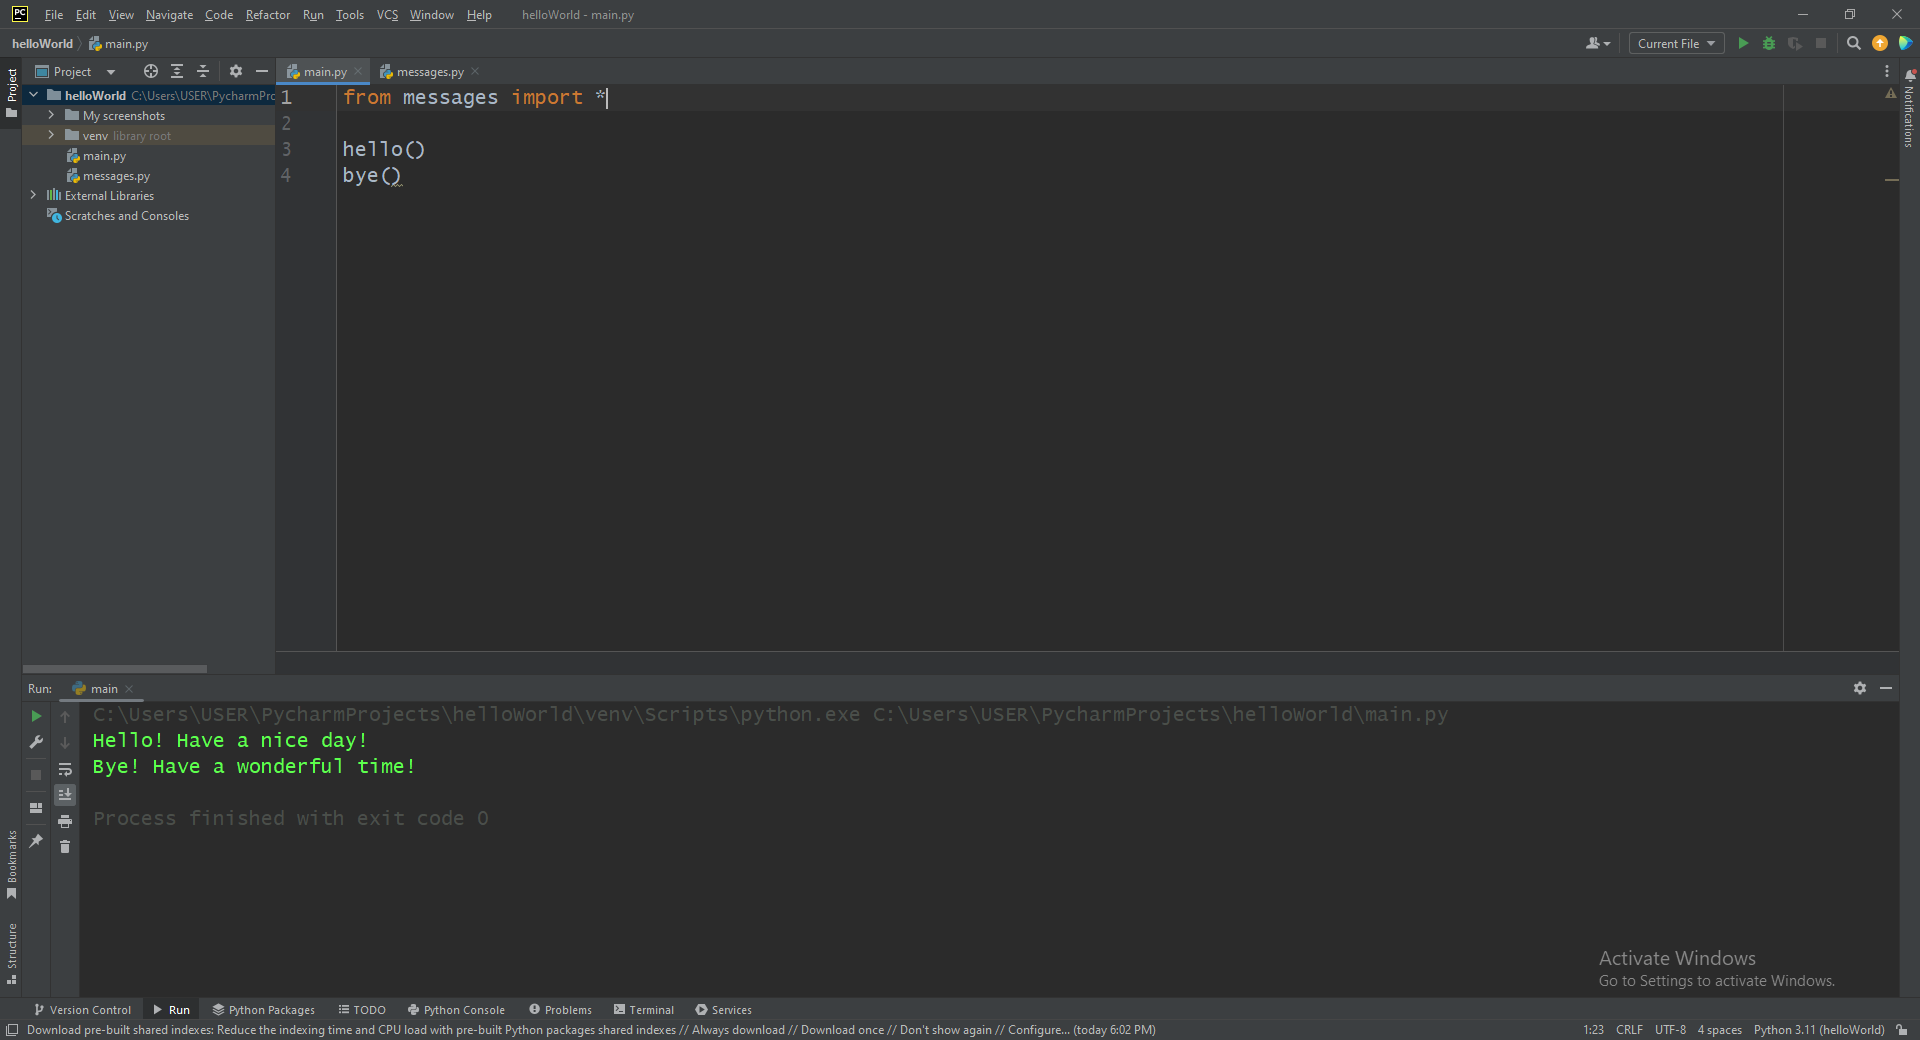 PC File Edit View Navigate Code Refactor Run Tools VCS Window Help helloWorld - main.py
helloWorld main.py Current File
Project main.py messages.py
Project
helloWorld C:\Users\USER\PycharmPrc
My screenshots
venv library root
main.py
messages.py
External Libraries
Scratches and Consoles
1 from messages import *
2
3 hello()
4 bye()
Notifications
Run: main
C:\Users\USER\PycharmProjects\helloWorld\venv\Scripts\python.exe C:\Users\USER\PycharmProjects\helloWorld\main.py
Hello! Have a nice day!
Bye! Have a wonderful time!
Process finished with exit code 0
Bookmarks
Structure
Activate Windows
Go to Settings to activate Windows.
Version Control Run Python Packages TODO Python Console Problems Terminal Services
Download pre-built shared indexes: Reduce the indexing time and CPU load with pre-built Python packages shared indexes // Always download // Download once // Don't show again // Configure... (today 6:02 PM) 1:23 CRLF UTF-8 4 spaces Python 3.11 (helloWorld)